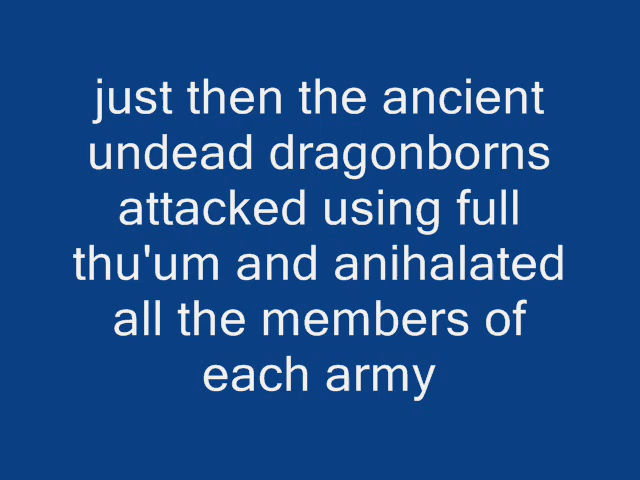 just then the ancient
undead dragonborns
attacked using full
thu'um and anihalated
all the members of
each army